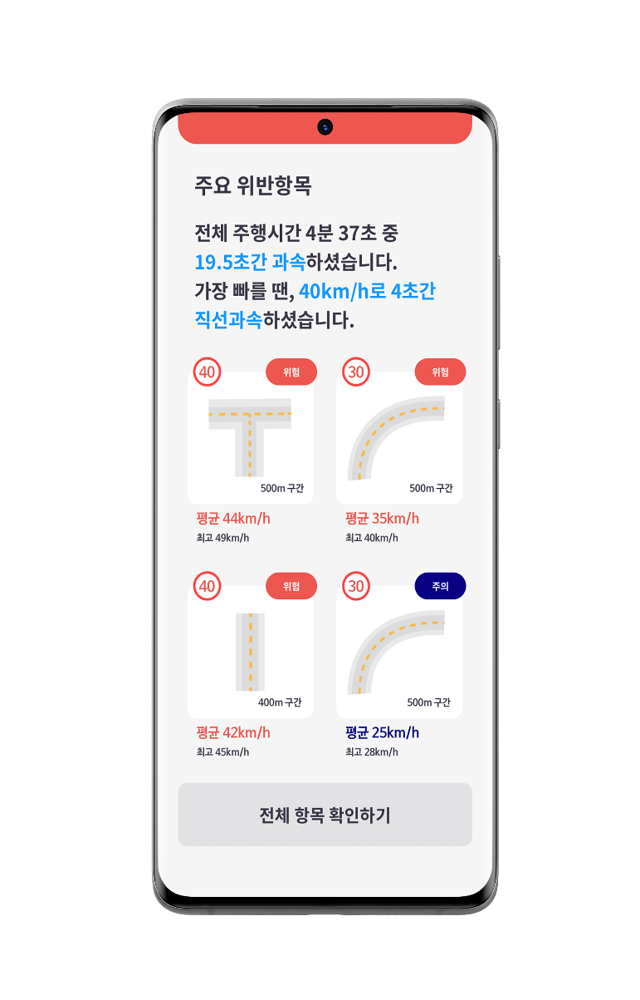 주요 위반항목
전체 주행시간 4분 37초 중
19.5초간 과속하셨습니다.
가장 빠를 땐, 40km/h로 4초간
직선과속하셨습니다.
40 위험
500m 구간
평균 44km/h
최고 49km/h
30 위험
500m 구간
평균 35km/h
최고 40km/h
40 위험
400m 구간
평균 42km/h
최고 45km/h
30 주의
500m 구간
평균 25km/h
최고 28km/h
전체 항목 확인하기